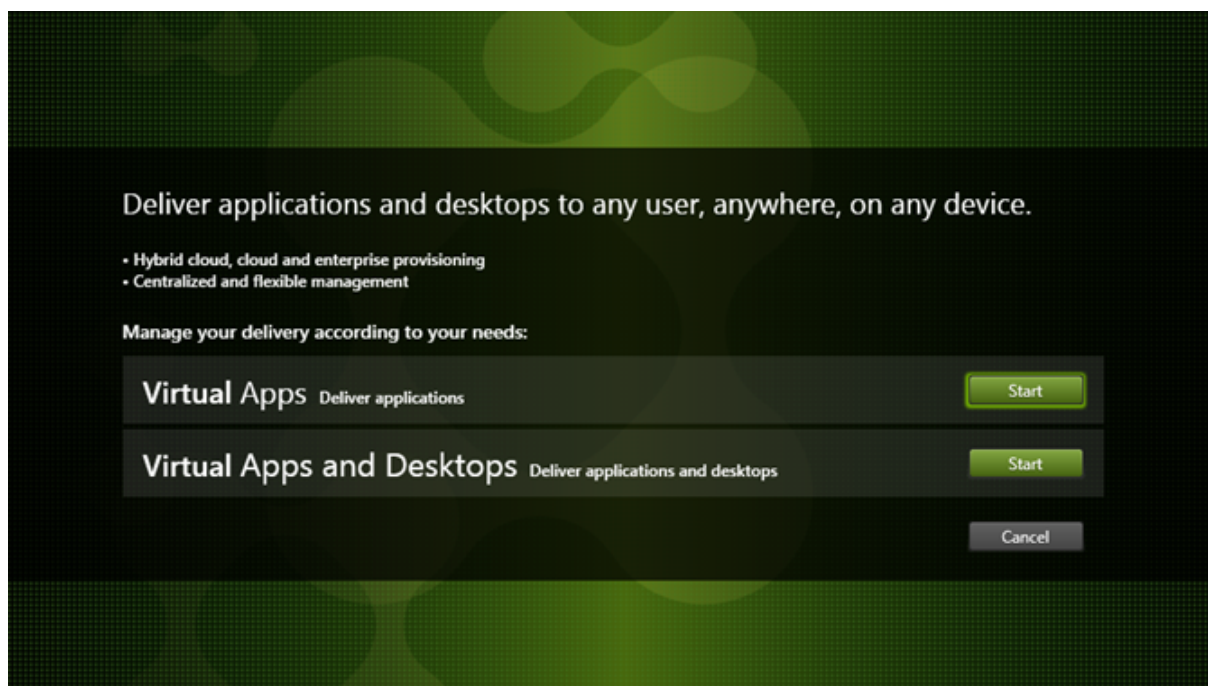 Deliver applications and desktops to any user, anywhere, on any device.
• Hybrid cloud, cloud and enterprise provisioning
• Centralized and flexible management
Manage your delivery according to your needs:
Virtual Apps Deliver applications Start
Virtual Apps and Desktops Deliver applications and desktops Start
Cancel